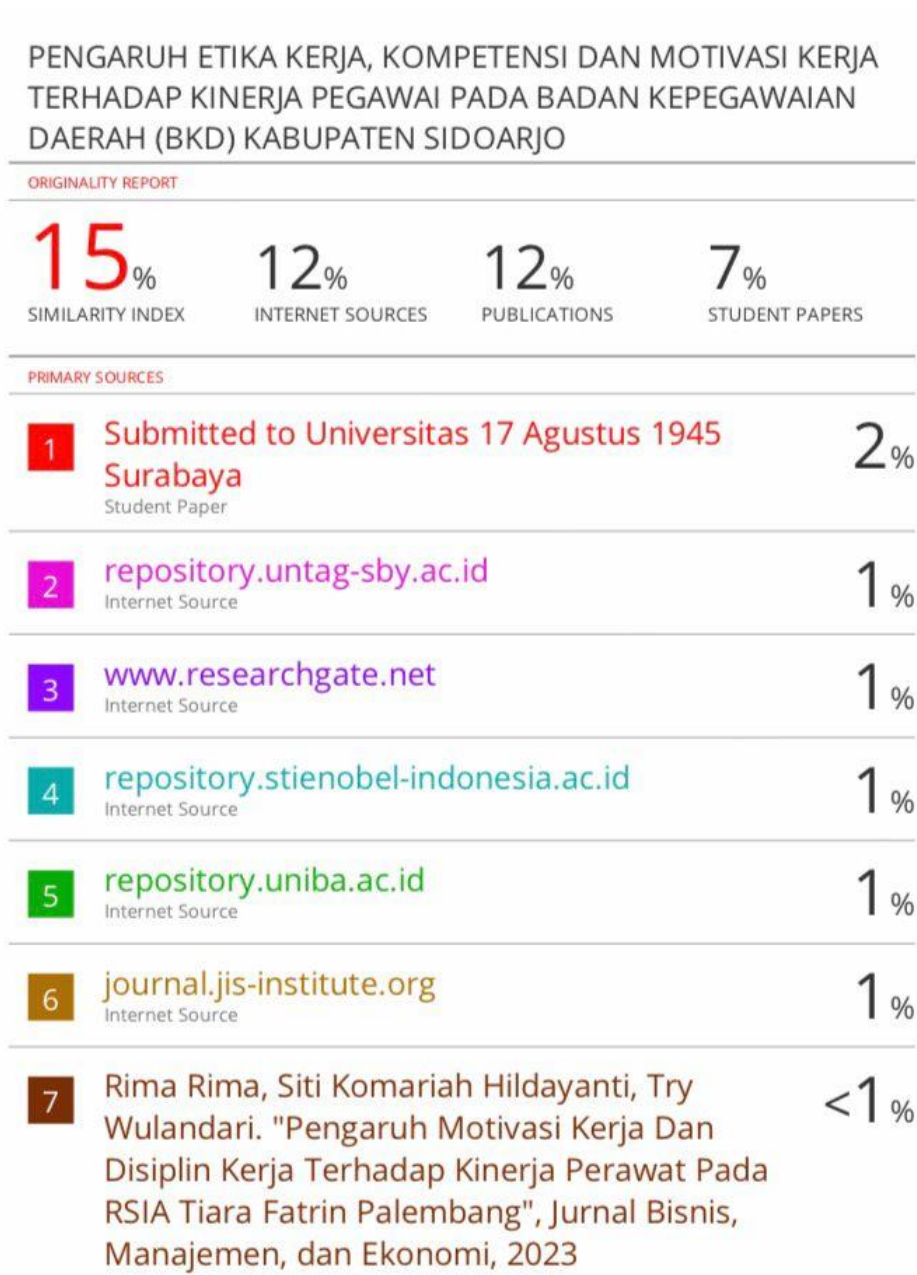 PENGARUH ETIKA KERJA, KOMPETENSI DAN MOTIVASI KERJA
TERHADAP KINERJA PEGAWAI PADA BADAN KEPEGAWAIAN
DAERAH (BKD) KABUPATEN SIDOARJO
ORIGINALITY REPORT
15% 12% 12% 7%
SIMILARITY INDEX INTERNET SOURCES PUBLICATIONS STUDENT PAPERS
PRIMARY SOURCES
1 Submitted to Universitas 17 Agustus 1945 2%
Surabaya
Student Paper
2 repository.untag-sby.ac.id 1%
Internet Source
3 www.researchgate.net 1%
Internet Source
4 repository.stienobel-indonesia.ac.id 1%
Internet Source
5 repository.uniba.ac.id 1%
Internet Source
6 journal.jis-institute.org 1%
Internet Source
7 Rima Rima, Siti Komariah Hildayanti, Try <1%
Wulandari. "Pengaruh Motivasi Kerja Dan
Disiplin Kerja Terhadap Kinerja Perawat Pada
RSIA Tiara Fatrin Palembang", Jurnal Bisnis,
Manajemen, dan Ekonomi, 2023